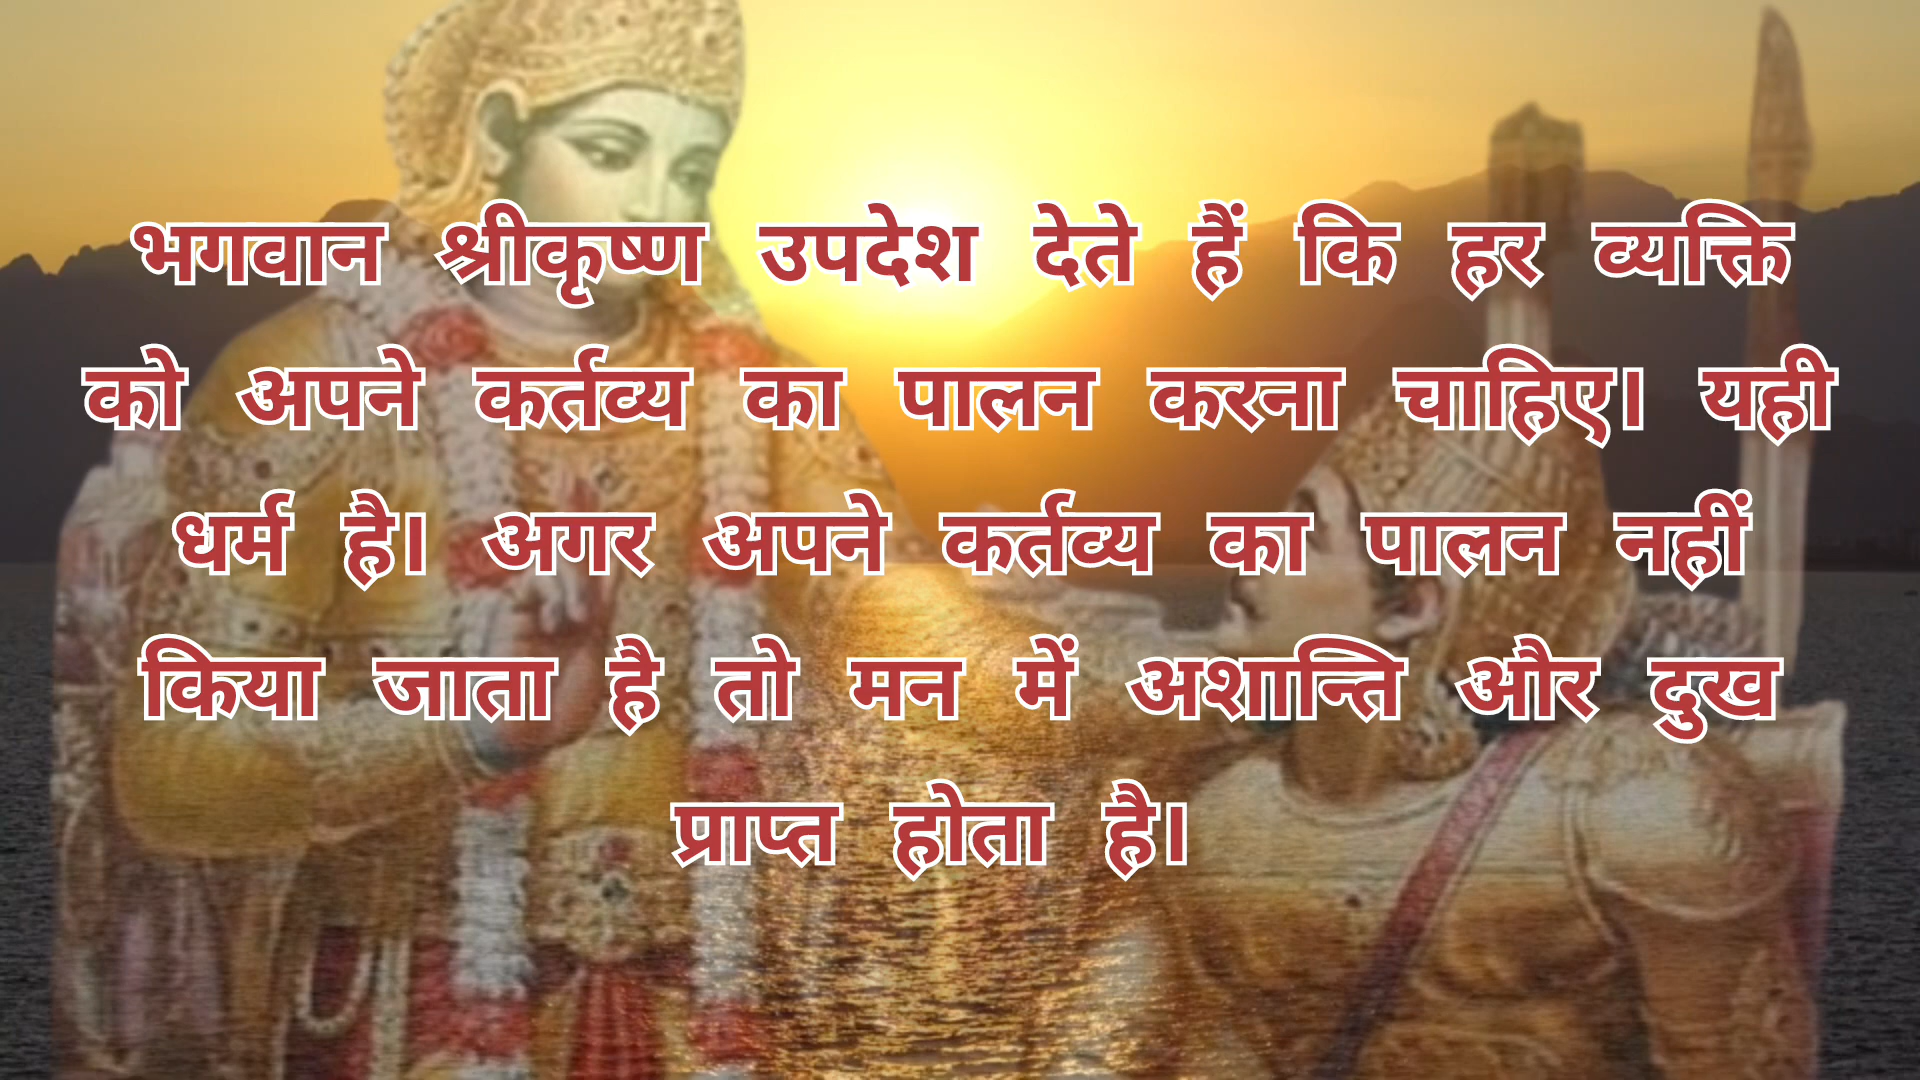 भगवान श्रीकृष्ण उपदेश देते हैं कि हर व्यक्ति
को अपने कर्तव्य का पालन करना चाहिए। यही
धर्म है। अगर अपने कर्तव्य का पालन नहीं
किया जाता है तो मन में अशान्ति और दुख
प्राप्त होता है।